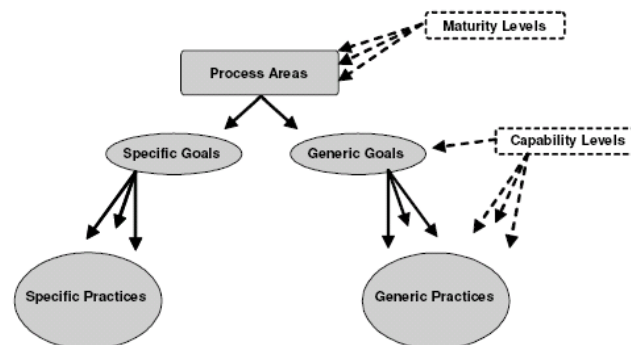 Maturity Levels
Process Areas
Specific Goals
Generic Goals
Capability Levels
Specific Practices
Generic Practices